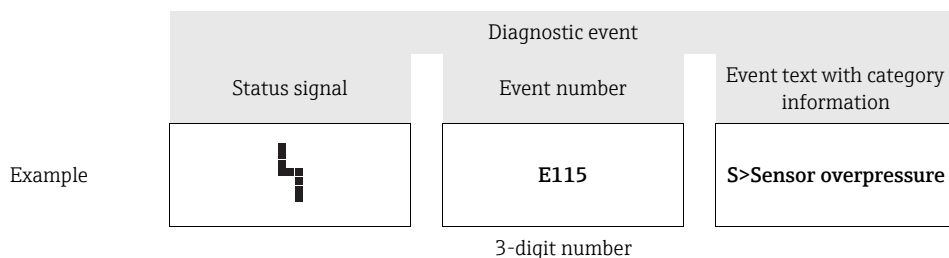 Diagnostic event
Status signal
Event number
Event text with category
information
Example
E115
S>Sensor overpressure
3-digit number